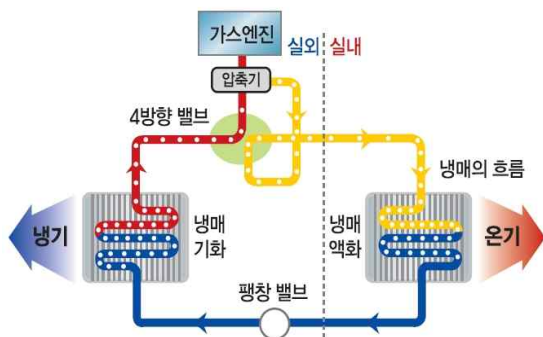 가스엔진
실외
실내
압축기
4방향 밸브
냉매의 흐름
냉기
냉매
기화
냉매
액화
온기
팽창 밸브